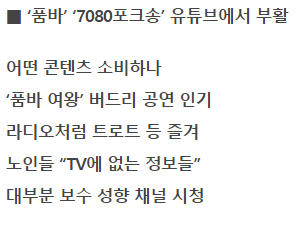 ■ ‘품바’ ‘7080포크송’ 유튜브에서 부활
어떤 콘텐츠 소비하나
‘품바 여왕’ 버드리 공연 인기
라디오처럼 트로트 등 즐겨
노인들 “TV에 없는 정보들”
대부분 보수 성향 채널 시청